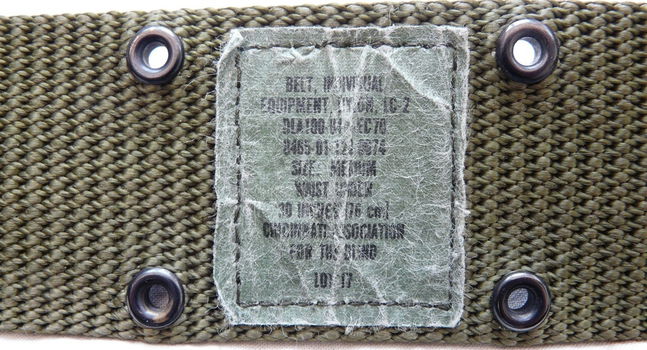 BELT, INDIVIDUAL
EQUIPMENT, NYLON, LC-2
SIZE: MEDIUM
WAIST UNDER
30 INCHES (76 cm)
CINCINNATI ASSOCIATION
FOR THE BLIND
LOT 17